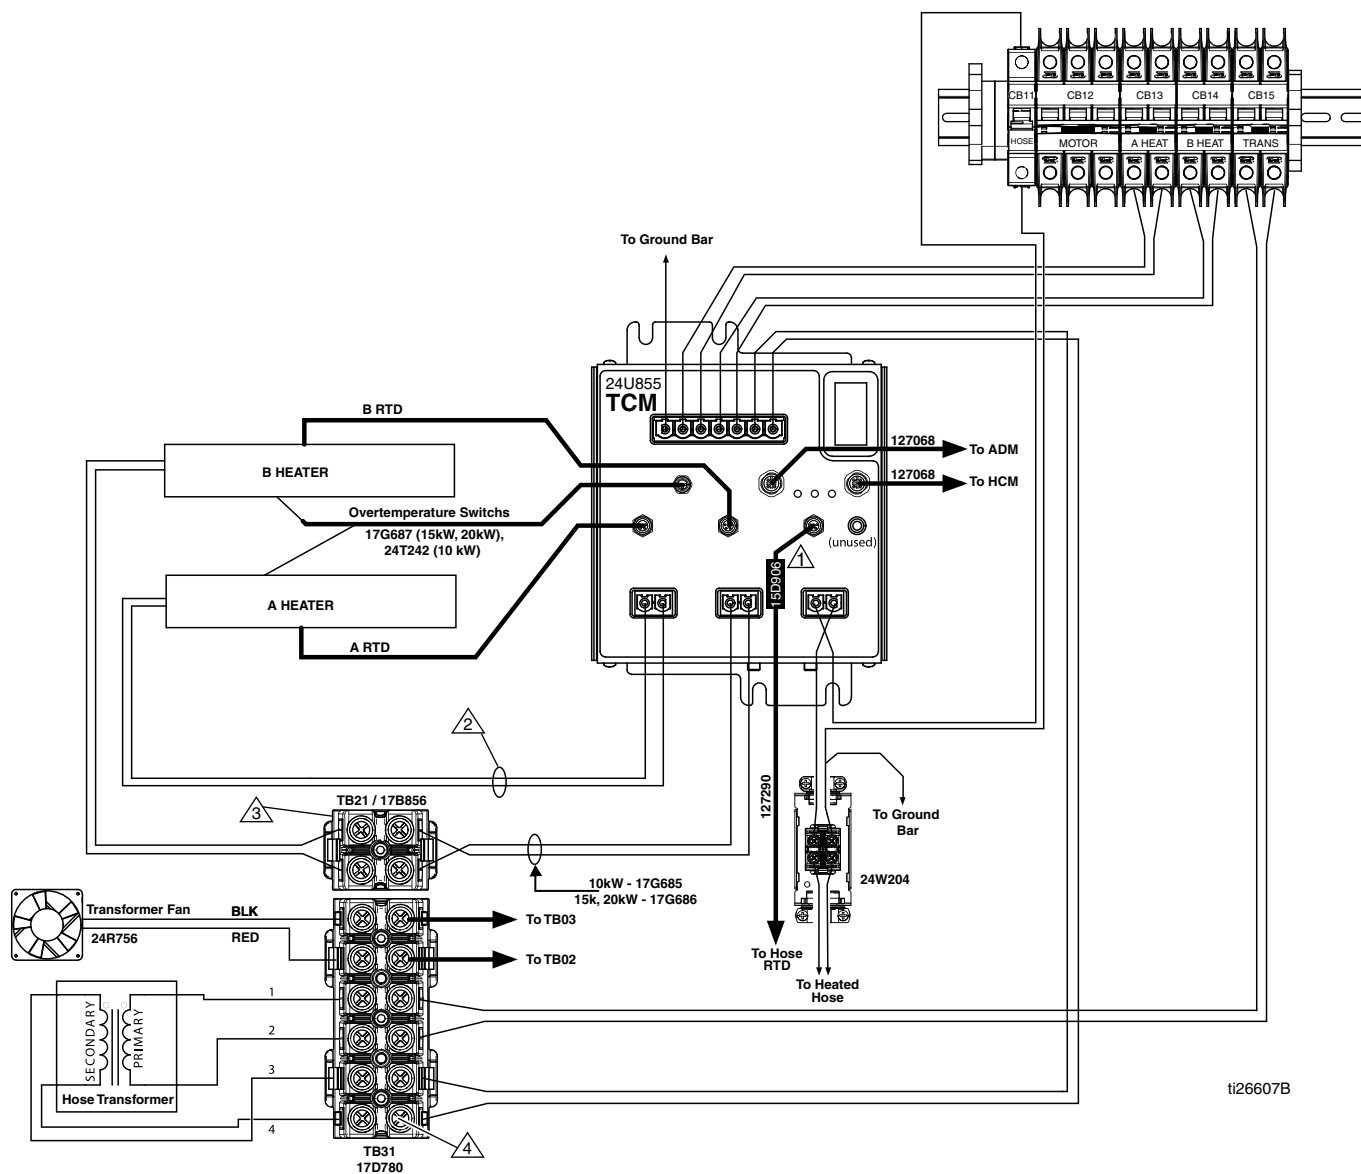 CB11
CB12
CB13
CB14
CB15
HOSE
MOTOR
A HEAT
B HEAT
TRANS
To Ground Bar
24U855
TCM
B RTD
127068
To ADM
127068
To HCM
B HEATER
Overtemperature Switchs
17G687 (15kW, 20kW),
24T242 (10 kW)
(unused)
1
15D906
A HEATER
A RTD
2
3
TB21 / 17B856
127290
To Ground
Bar
24W204
10kW - 17G685
15k, 20kW - 17G686
Transformer Fan
BLK
24R756
RED
To TB03
To TB02
To Hose
RTD
To Heated
Hose
1
2
3
4
SECONDARY
PRIMARY
Hose Transformer
4
TB31
17D780
ti26607B